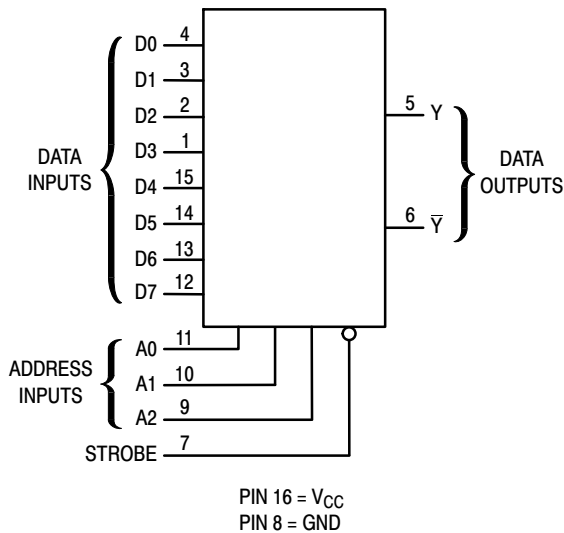 D0 4
D1 3
D2 2
D3 1
D4 15
D5 14
D6 13
D7 12
DATA
INPUTS
5 Y
6 Y̅
DATA
OUTPUTS
A0 11
A1 10
A2 9
ADDRESS
INPUTS
STROBE 7
PIN 16 = VCC
PIN 8 = GND